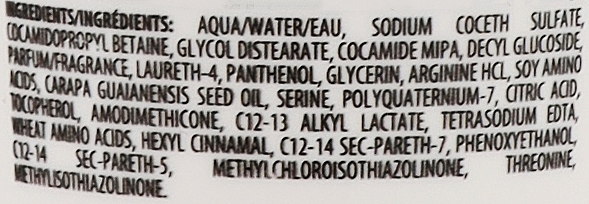 INGREDIENTS/INGRÉDIENTS: AQUA/WATER/EAU, SODIUM COCETH SULFATE,
COCAMIDOPROPYL BETAINE, GLYCOL DISTEARATE, COCAMIDE MIPA, DECYL GLUCOSIDE,
PARFUM/FRAGRANCE, LAURETH-4, PANTHENOL, GLYCERIN, ARGININE HCL, SOY AMINO
ACIDS, CARAPA GUAIANENSIS SEED OIL, SERINE, POLYQUATERNIUM-7, CITRIC ACID,
TOCOPHEROL, AMODIMETHICONE, C12-13 ALKYL LACTATE, TETRASODIUM EDTA,
WHEAT AMINO ACIDS, HEXYL CINNAMAL, C12-14 SEC-PARETH-7, PHENOXYETHANOL,
C12-14 SEC-PARETH-5, METHYLCHLOROISOTHIAZOLINONE, THREONINE,
METHYLISOTHIAZOLINONE.